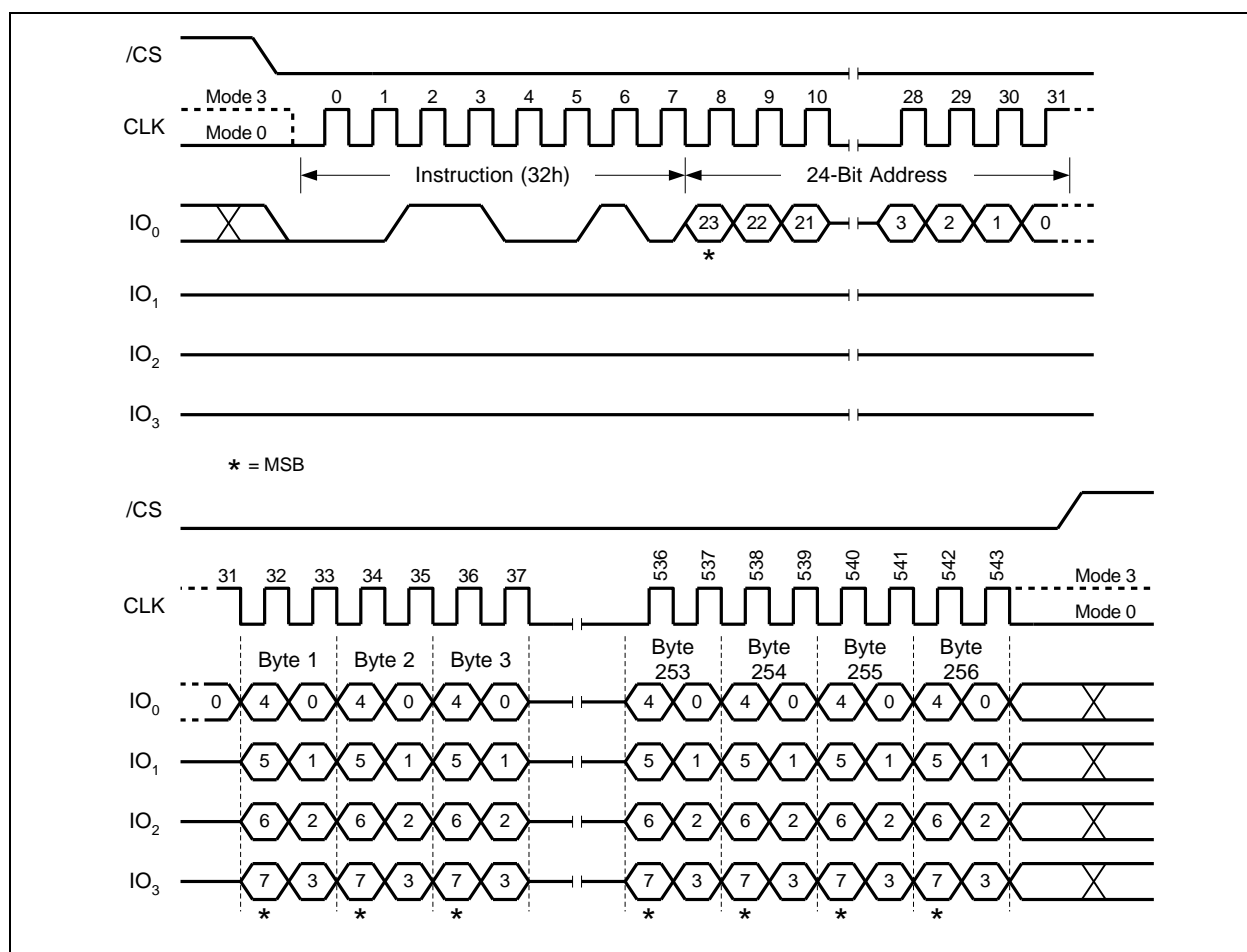 /CS
Mode 3 0 1 2 3 4 5 6 7 8 9 10 28 29 30 31
CLK Mode 0
Instruction (32h) 24-Bit Address
IO0 23 22 21 3 2 1 0
*
IO1
IO2
IO3
* = MSB
/CS
31 32 33 34 35 36 37 536 537 538 539 540 541 542 543 Mode 3
CLK Mode 0
Byte 1 Byte 2 Byte 3 Byte 253 Byte 254 Byte 255 Byte 256
IO0 0 4 0 4 0 4 0 4 0 4 0 4 0 4 0
IO1 5 1 5 1 5 1 5 1 5 1 5 1 5 1
IO2 6 2 6 2 6 2 6 2 6 2 6 2 6 2
IO3 7 3 7 3 7 3 7 3 7 3 7 3 7 3
* * * * * * *